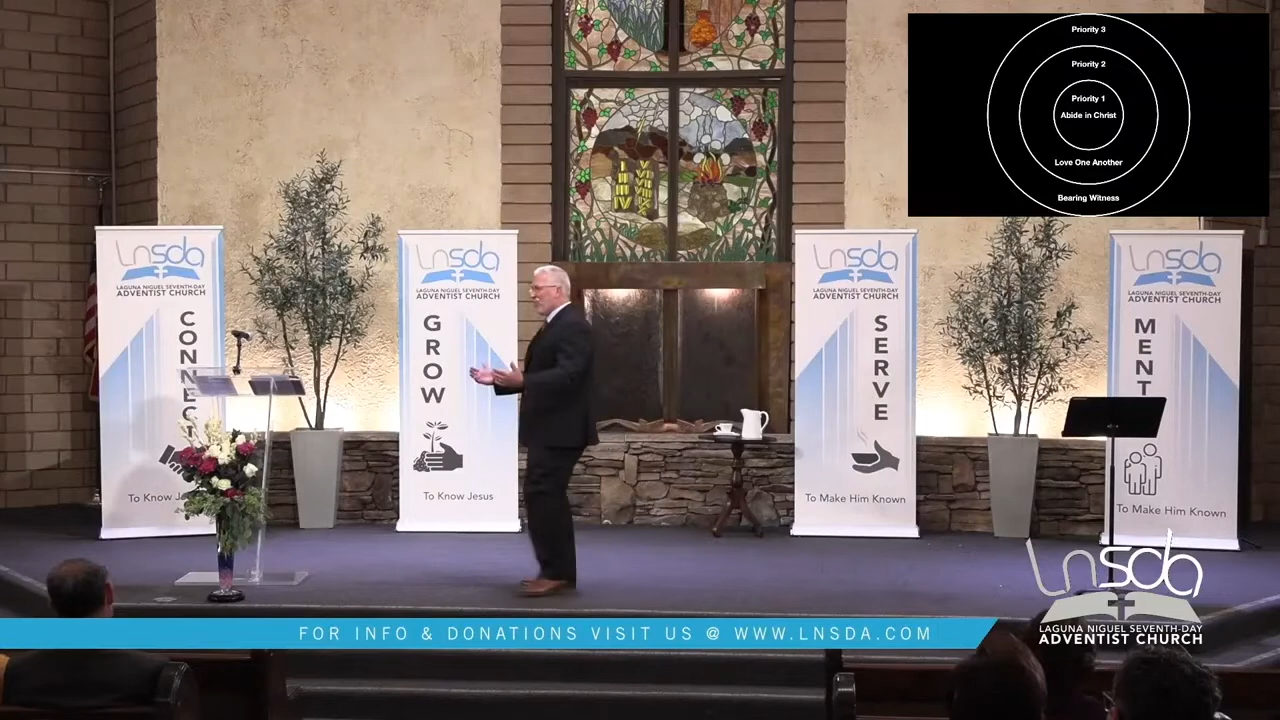 Priority 3
Priority 2
Priority 1
Abide in Christ
Love One Another
Bearing Witness
LNSDA
LAGUNA NIGUEL SEVENTH-DAY
ADVENTIST CHURCH
CONNECT
To Know
LNSDA
LAGUNA NIGUEL SEVENTH-DAY
ADVENTIST CHURCH
GROW
To Know Jesus
LNSDA
LAGUNA NIGUEL SEVENTH-DAY
ADVENTIST CHURCH
SERVE
To Make Him Known
LNSDA
LAGUNA NIGUEL SEVENTH-DAY
ADVENTIST CHURCH
MENT
To Make Him Known
FOR INFO & DONATIONS VISIT US @ WWW.LNSDA.COM
LNSDA
LAGUNA NIGUEL SEVENTH-DAY
ADVENTIST CHURCH